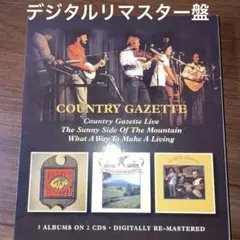 デジタルリマスター盤
COUNTRY GAZETTE
Country Gazette Live
The Sunny Side Of The Mountain
What A Way To Make A Living
3 ALBUMS ON 2 CDS • DIGITALLY RE-MASTERED